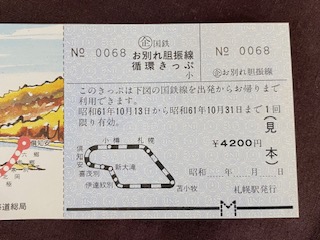 № 0068
企 国鉄
お別れ胆振線
循環きっぷ
小
№ 0068
企お別れ胆振線
このきっぷは下図の国鉄線を出発からお帰りまで
利用できます。
昭和61年10月13日から昭和61年10月31日まで1回
限り有効。
(見本)
¥4200円
小樽
札幌
倶知安
新大滝
喜茂別
伊達紋別
苫小牧
昭和 年 月 日
札幌駅発行
M
倶知安
道総局